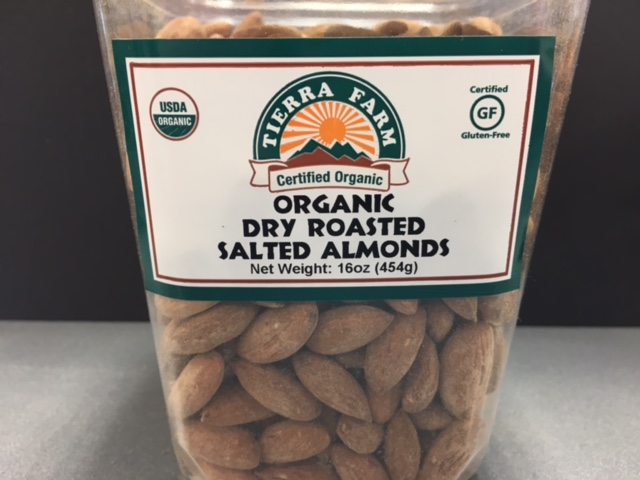 USDA
ORGANIC
TIERRA FARM
Certified Organic
Certified
GF
Gluten-Free
ORGANIC
DRY ROASTED
SALTED ALMONDS
Net Weight: 16oz (454g)